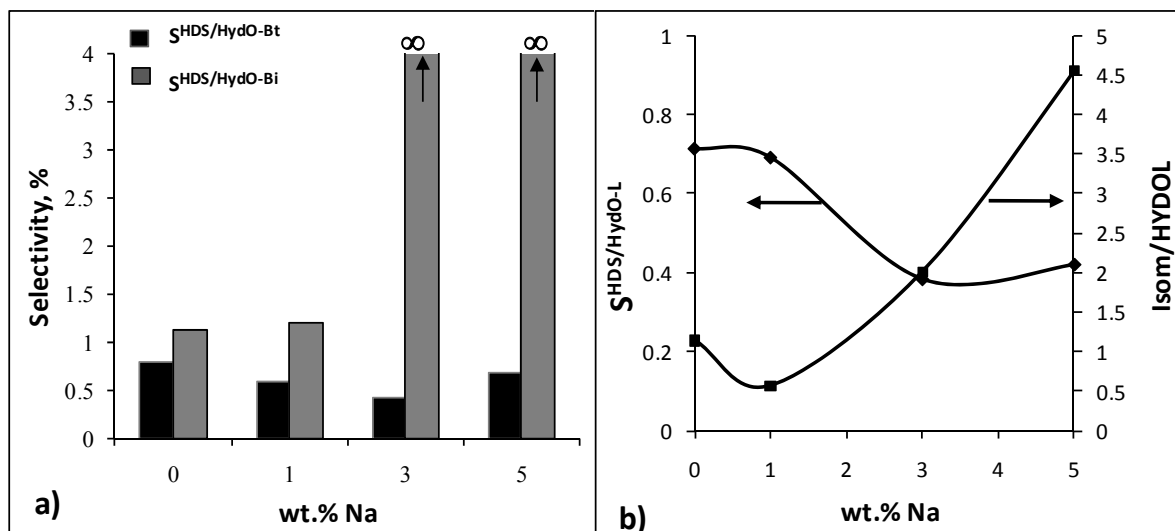 S^HDS/HydO-Bt
S^HDS/HydO-Bi
∞ ∞
Selectivity, %
4
3.5
3
2.5
2
1.5
1
0.5
0
0 1 3 5
wt.% Na
a)
S^HDS/HydO-L
1
0.8
0.6
0.4
0.2
0
5
4.5
4
3.5
3
2.5
2
1.5
1
0.5
0
Isom/HYDOL
0 1 2 3 4 5
wt.% Na
b)